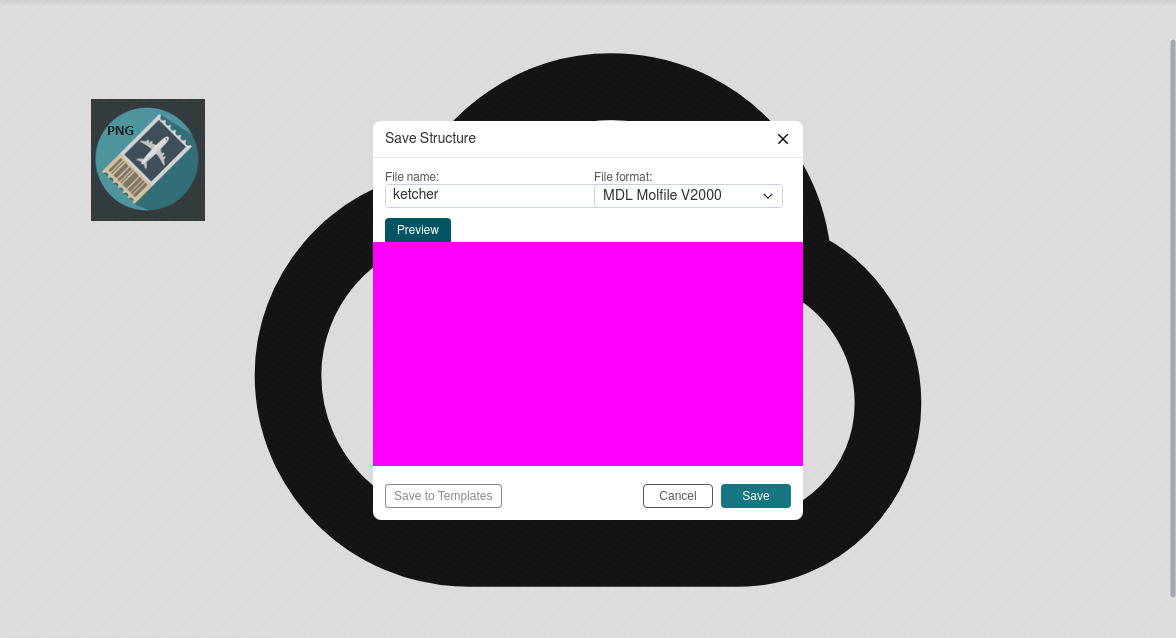 PNG
Save Structure
File name: File format:
ketcher MDL Molfile V2000
Preview
Save to Templates Cancel Save